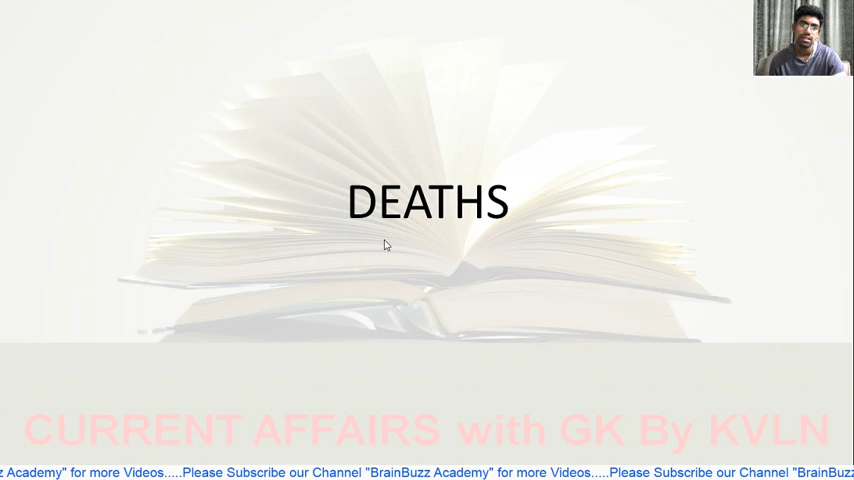 DEATHS
CURRENT AFFAIRS with GK By KVLN
z Academy" for more Videos.....Please Subscribe our Channel "BrainBuzz Academy" for more Videos.....Please Subscribe our Channel "BrainBuzz